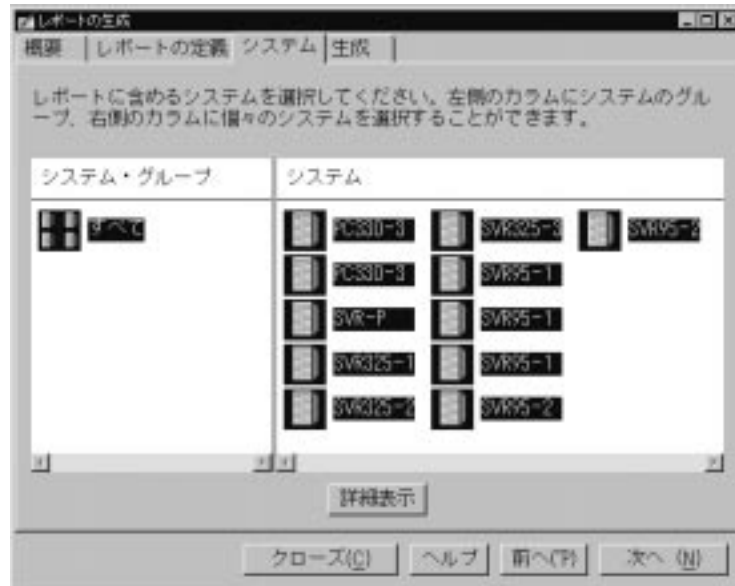 レポートの生成
概要 レポートの定義 システム 生成
レポートに含めるシステムを選択してください。左側のカラムにシステムのグル
ープ、右側のカラムに個々のシステムを選択することができます。
システム・グループ システム
すべて PC330-3 SVR325-3 SVR95-2
PC330-3 SVR95-1
SVR-P SVR95-1
SVR325-1 SVR95-1
SVR325-2 SVR95-2
詳細表示
クローズ(C) ヘルプ 前へ(P) 次へ (N)